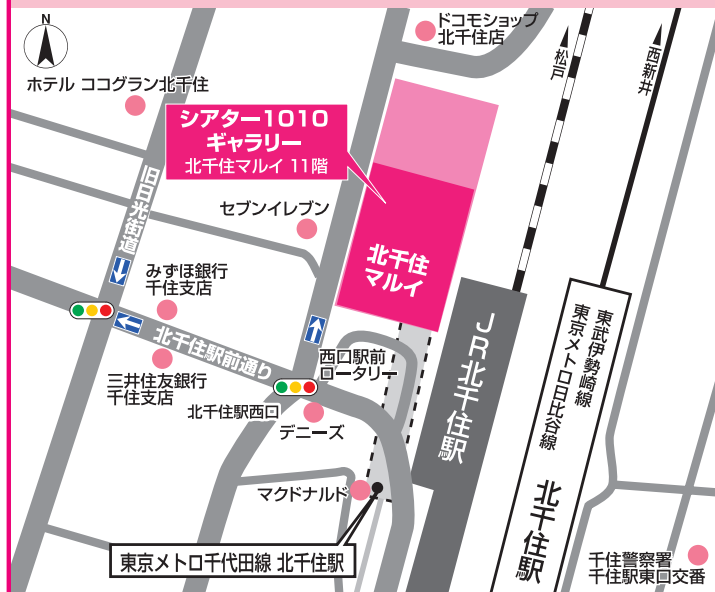 N
ドコモショップ
北千住店
松戸
西新井
ホテル ココグラン北千住
シアター1010
ギャラリー
北千住マルイ 11階
旧日光街道
セブンイレブン
北千住
マルイ
みずほ銀行
千住支店
北千住駅前通り
西口駅前
ロータリー
三井住友銀行
千住支店
北千住駅西口
デニーズ
JR北千住駅
東武伊勢崎線
東京メトロ日比谷線
北千住駅
マクドナルド
東京メトロ千代田線 北千住駅
千住警察署
千住駅東口交番